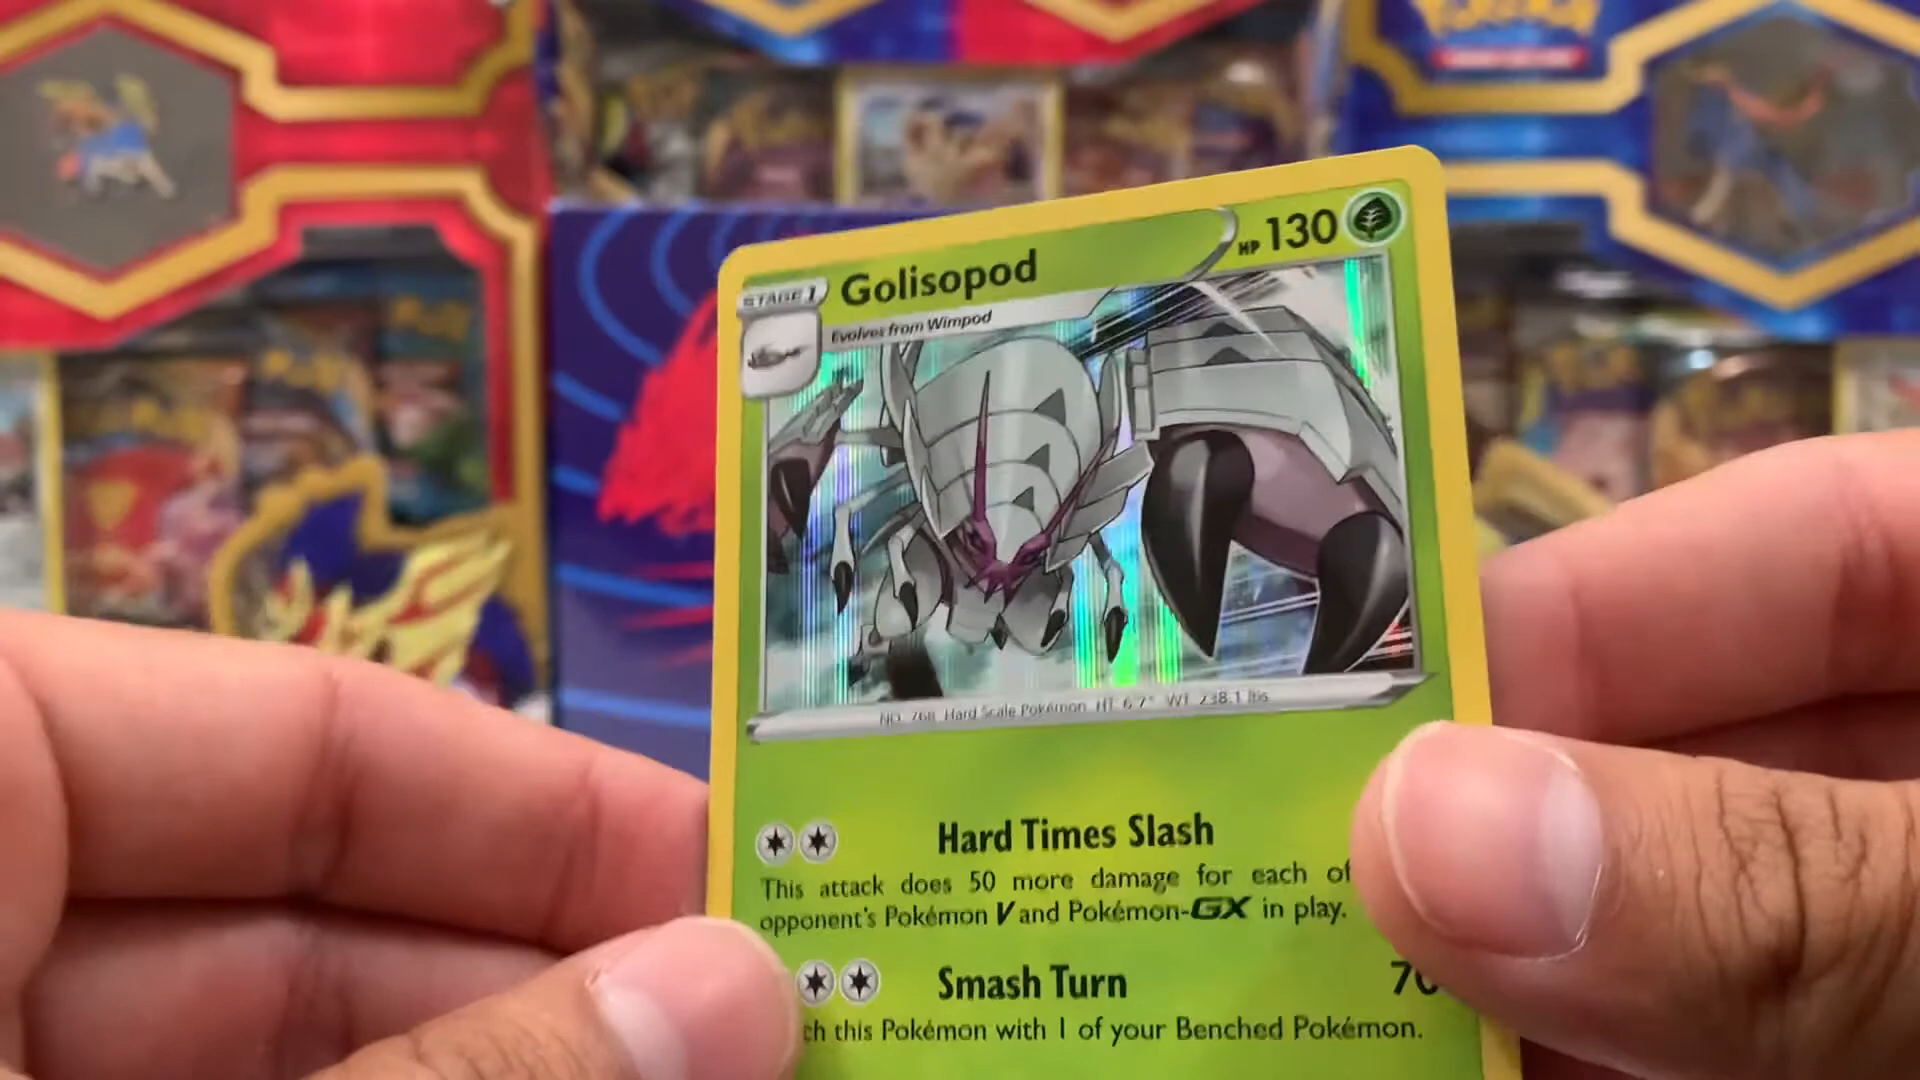 Pokémon
STAGE 1
Golisopod
HP 130
Evolves from Wimpod
NO. 768 Hard Scale Pokémon HT: 6'7" WT: 238.1 lbs
Hard Times Slash
This attack does 50 more damage for each of
opponent's Pokémon V and Pokémon-GX in play.
Smash Turn
this Pokémon with 1 of your Benched Pokémon.